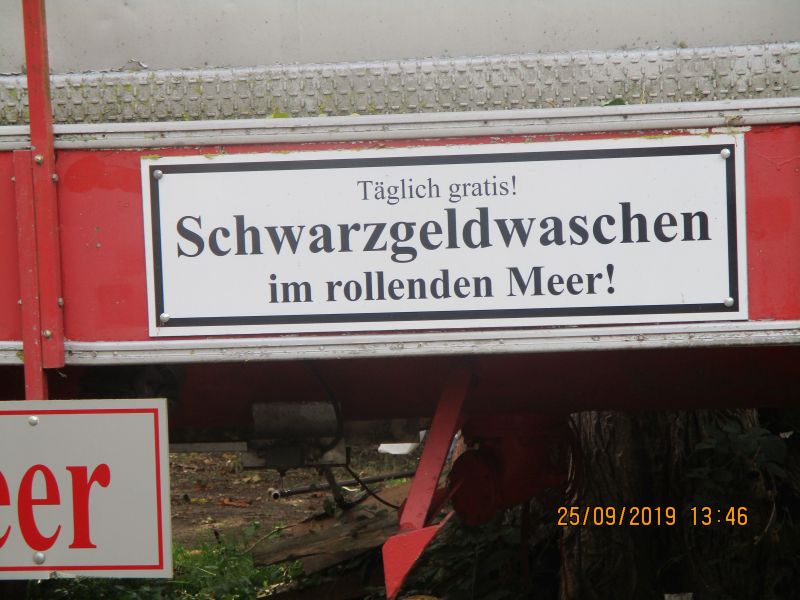 Täglich gratis!
Schwarzgeldwaschen
im rollenden Meer!
eer
25/09/2019 13:46